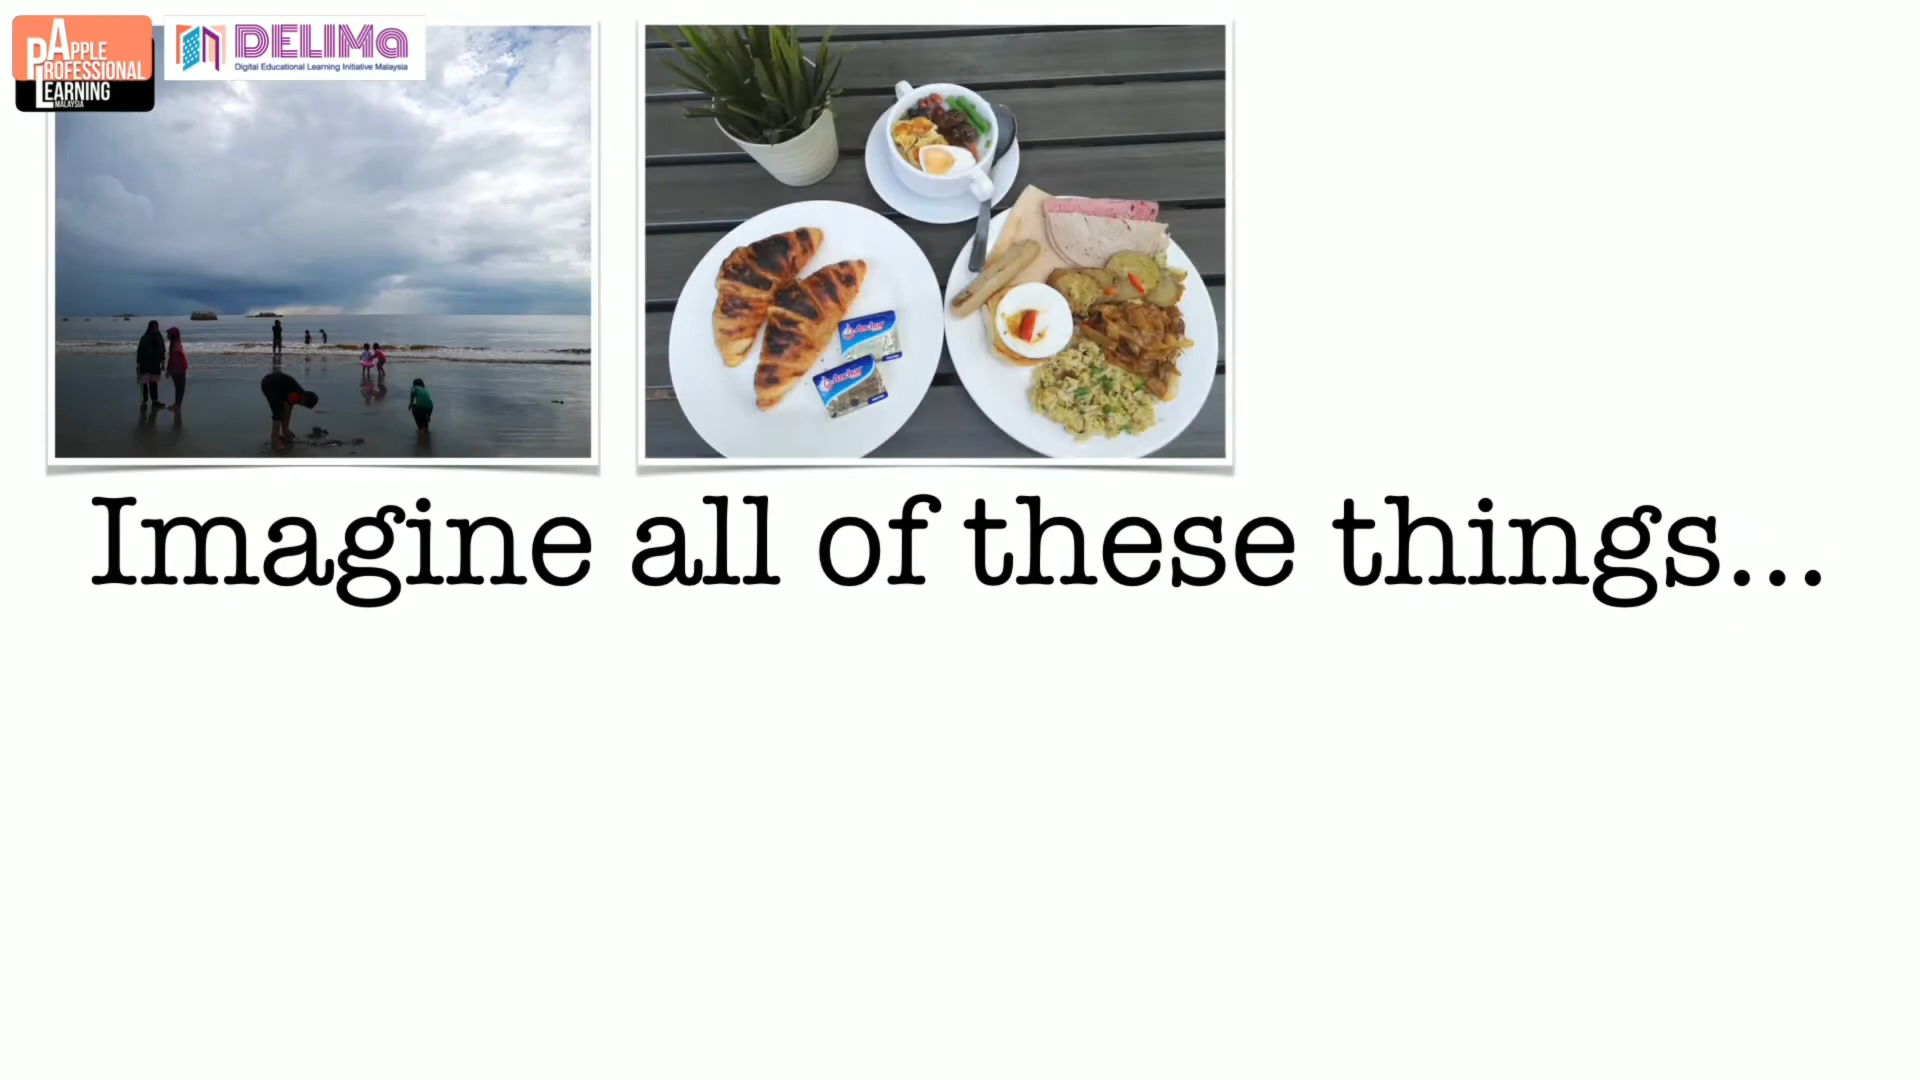 APPLE
PROFESSIONAL
LEARNING
MALAYSIA
DELIMa
Digital Educational Learning Initiative Malaysia
Anchor
Anchor
Imagine all of these things...